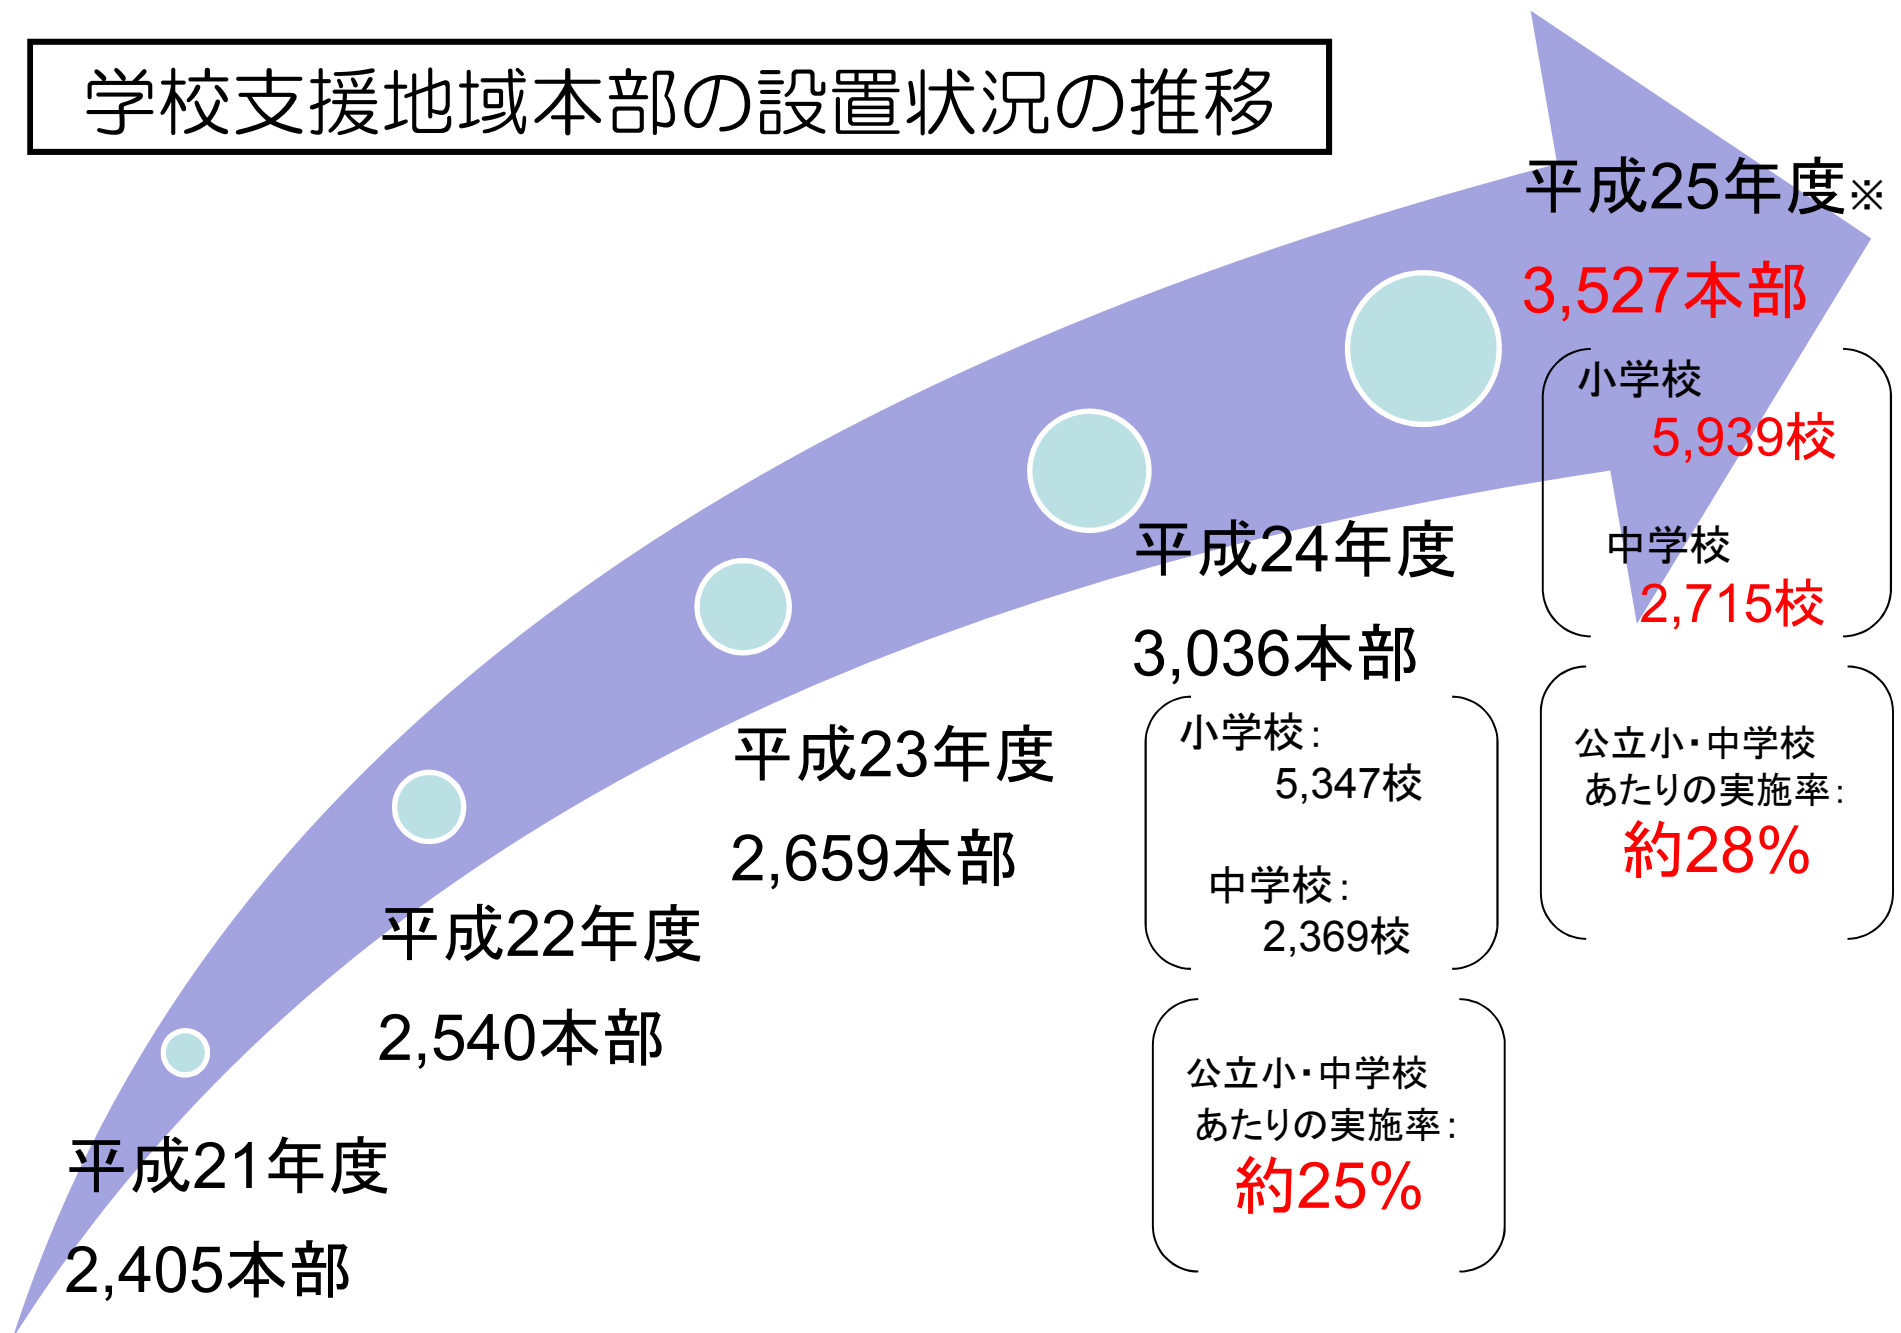 学校支援地域本部の設置状況の推移
平成21年度
2,405本部
平成22年度
2,540本部
平成23年度
2,659本部
平成24年度
3,036本部
小学校：
5,347校
中学校：
2,369校
公立小・中学校
あたりの実施率：
約25%
平成25年度※
3,527本部
小学校
5,939校
中学校
2,715校
公立小・中学校
あたりの実施率：
約28%